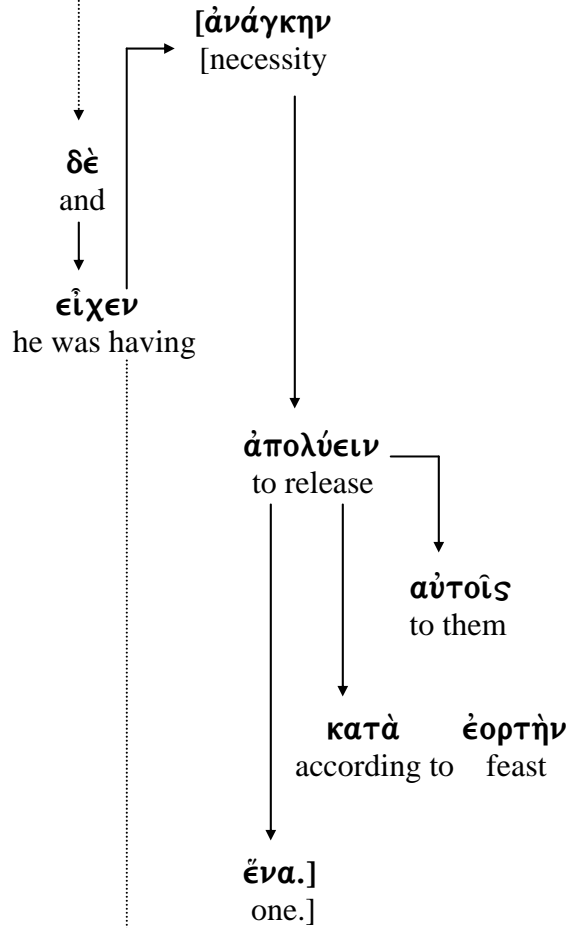 [ἀνάγκην
[necessity
δὲ
and
εἶχεν
he was having
ἀπολύειν
to release
αὐτοῖς
to them
κατὰ ἑορτὴν
according to feast
ἕνα.]
one.]